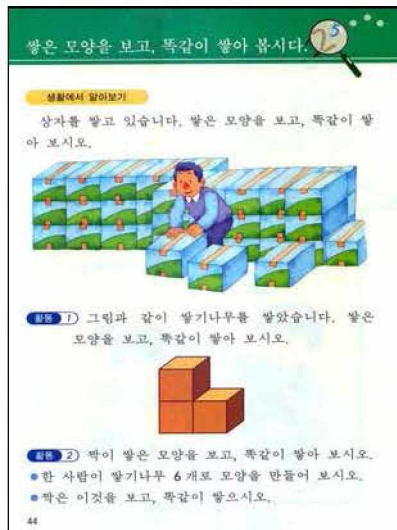 쌓은 모양을 보고, 똑같이 쌓아 봅시다.
생활에서 알아보기
상자를 쌓고 있습니다. 쌓은 모양을 보고, 똑같이 쌓
아 보시오.
활동 1 그림과 같이 쌓기나무를 쌓았습니다. 쌓은
모양을 보고, 똑같이 쌓아 보시오.
활동 2 짝이 쌓은 모양을 보고, 똑같이 쌓아 보시오.
한 사람이 쌓기나무 6개로 모양을 만들어 보시오.
짝은 이것을 보고, 똑같이 쌓으시오.
44